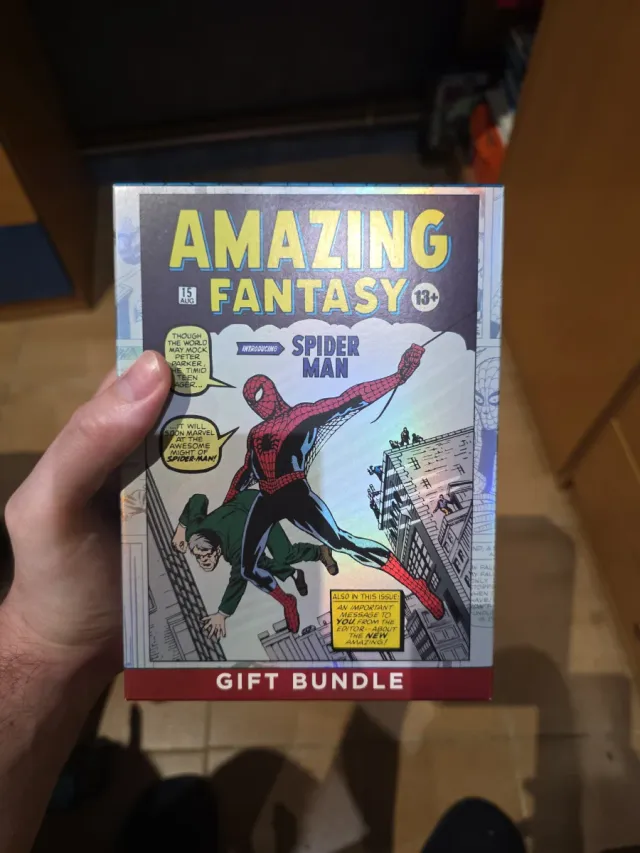 AMAZING
15
AUG
FANTASY
13+
THOUGH
THE WORLD
MAY MOCK
PETER
PARKER,
TIMID
TEEN
AGER...
INTRODUCING
SPIDER
MAN
...IT WILL
SOON MARVEL
AT THE
AWESOME
MIGHT OF
SPIDER-MAN!
ALSO IN THIS ISSUE:
AN IMPORTANT
MESSAGE TO
YOU FROM THE
EDITOR--ABOUT
THE NEW
AMAZING!
GIFT BUNDLE